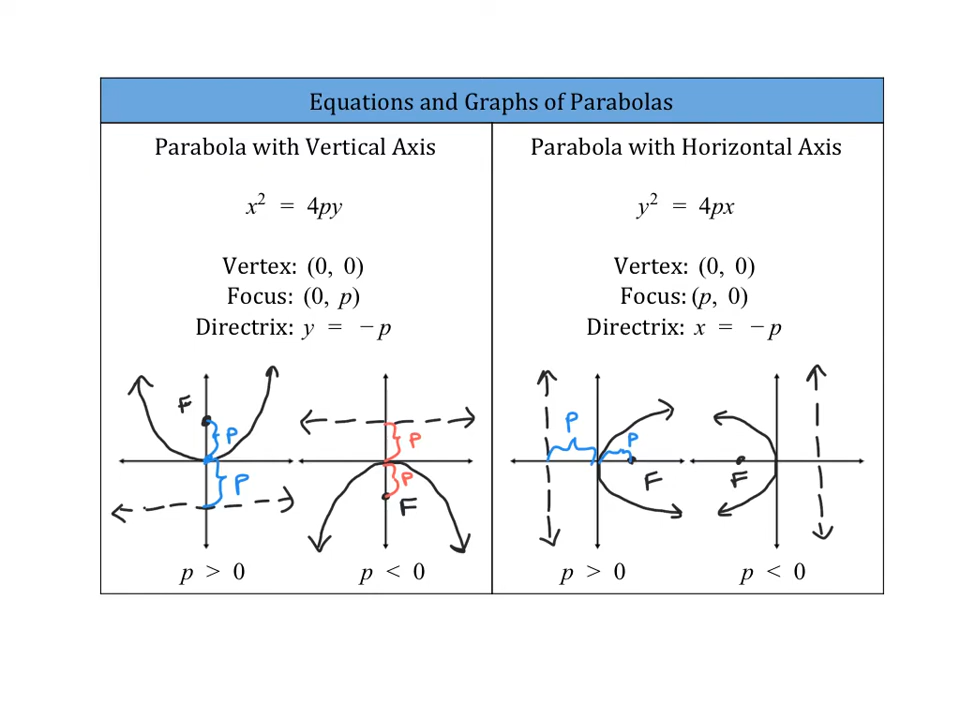 Equations and Graphs of Parabolas
Parabola with Vertical Axis
x² = 4py
Vertex: (0, 0)
Focus: (0, p)
Directrix: y = −p
F
P
P
P
P
F
p > 0
p < 0
Parabola with Horizontal Axis
y² = 4px
Vertex: (0, 0)
Focus: (p, 0)
Directrix: x = −p
P
P
F
F
p > 0
p < 0